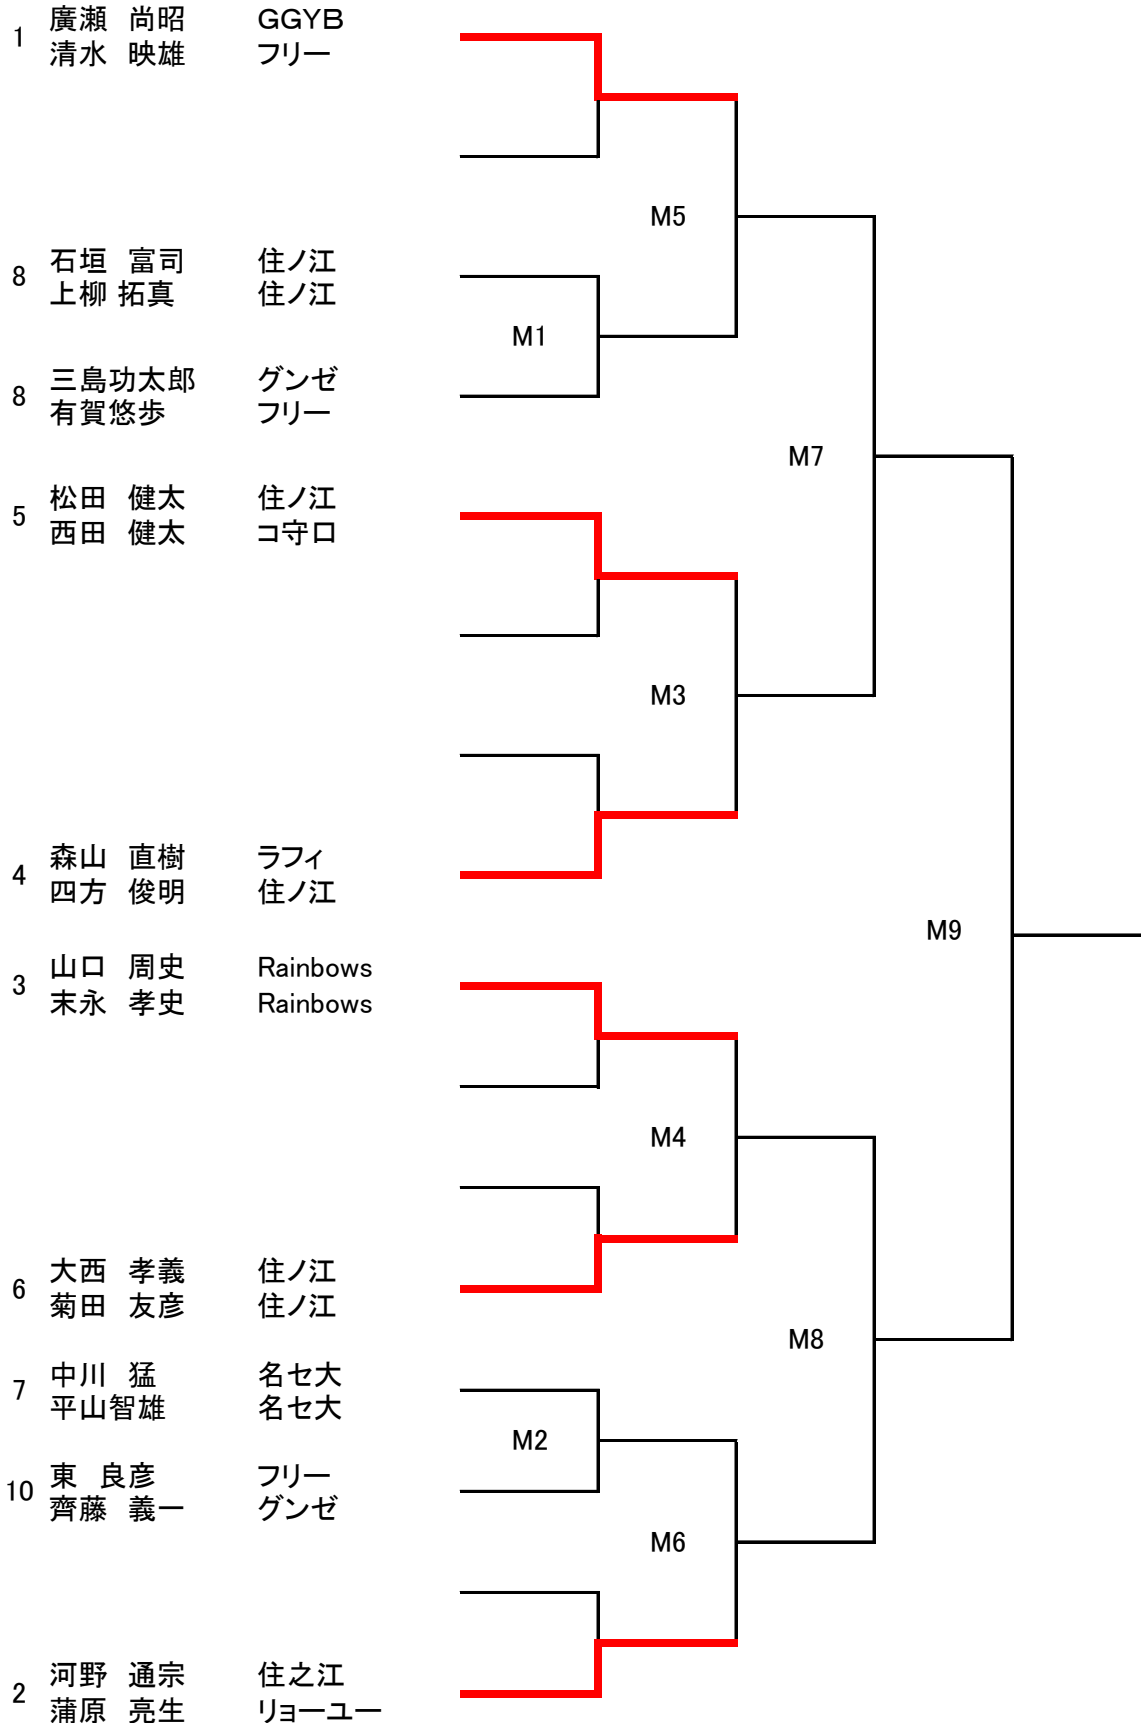 廣瀬 尚昭 GGYB
1
清水 映雄 フリー
M5
石垣 富司 住ノ江
8
上柳 拓真 住ノ江
M1
三島功太郎 グンゼ
8
有賀悠歩 フリー
M7
松田 健太 住ノ江
5
西田 健太 コ守口
M3
森山 直樹 ラフィ
4
四方 俊明 住ノ江
M9
山口 周史 Rainbows
3
末永 孝史 Rainbows
M4
大西 孝義 住ノ江
6
菊田 友彦 住ノ江
M8
中川 猛 名セ大
7
平山智雄 名セ大
M2
東 良彦 フリー
10
齊藤 義一 グンゼ
M6
河野 通宗 住之江
2
蒲原 亮生 リョーユー